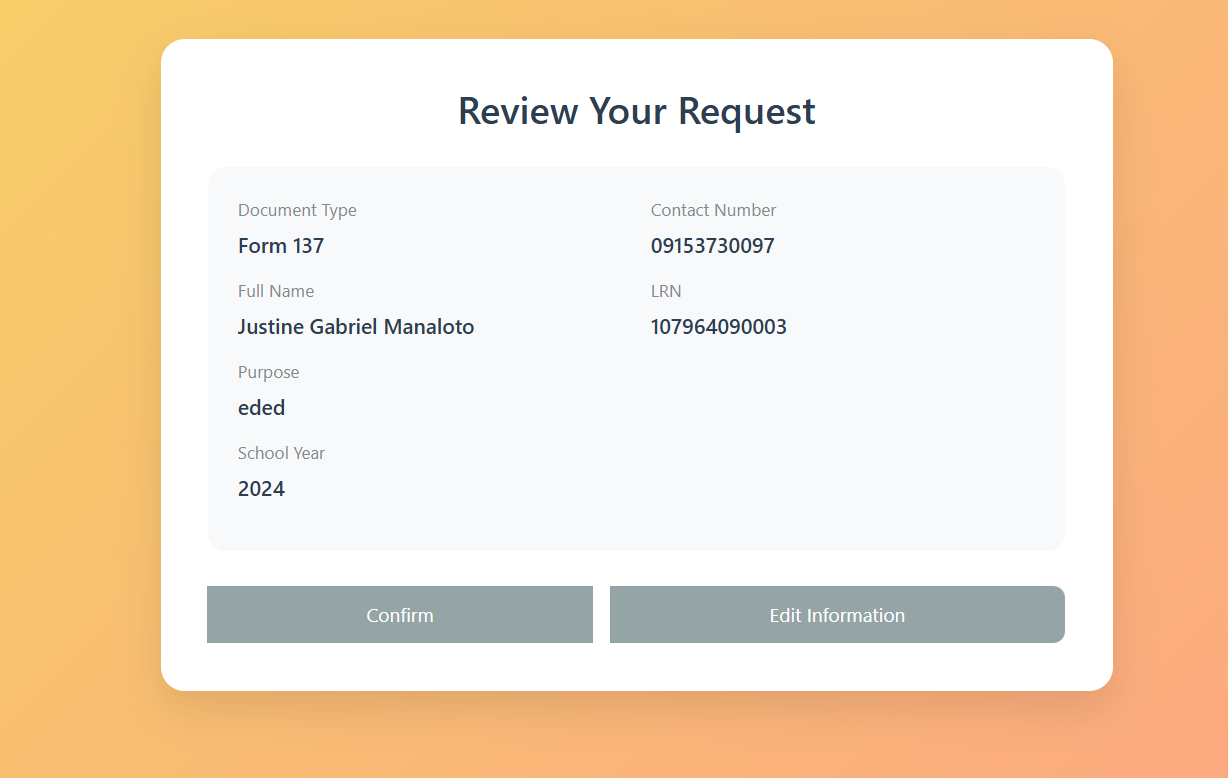 Review Your Request
Document Type
Form 137
Contact Number
09153730097
Full Name
Justine Gabriel Manaloto
LRN
107964090003
Purpose
eded
School Year
2024
Confirm
Edit Information